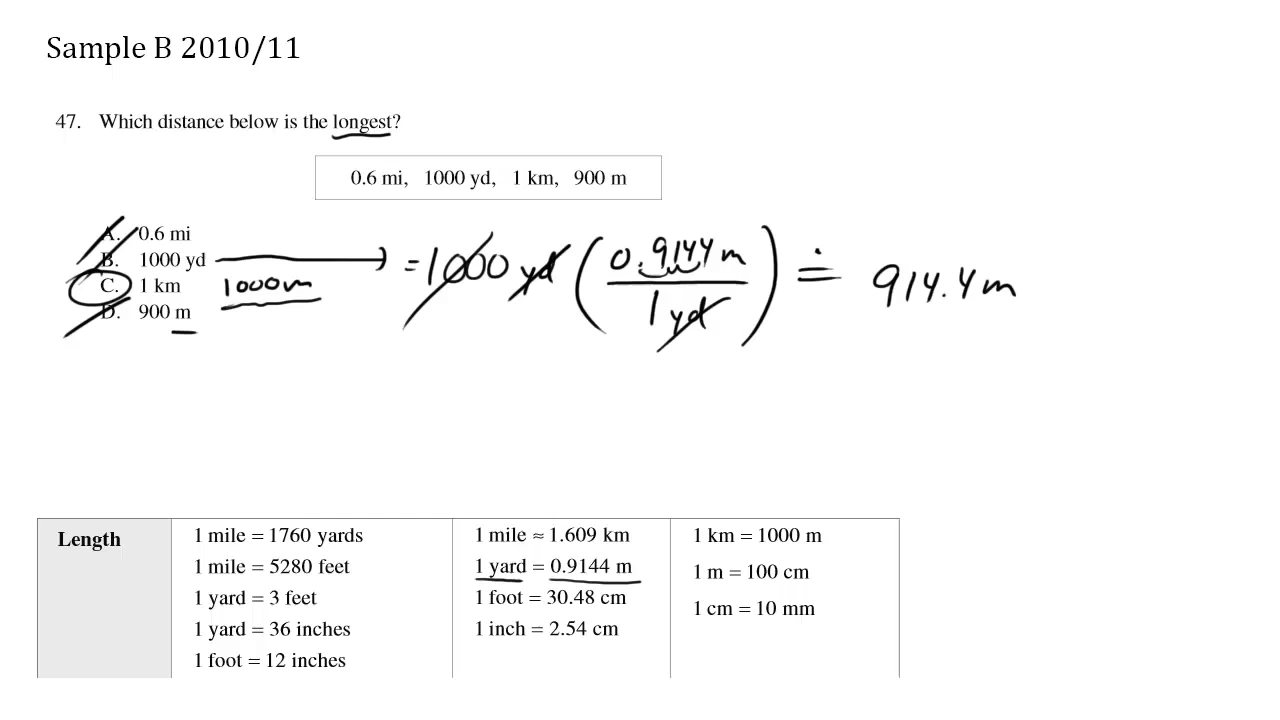 Sample B 2010/11
47. Which distance below is the longest?
0.6 mi, 1000 yd, 1 km, 900 m
A. 0.6 mi
B. 1000 yd = 1000 yd ( 0.9144 m / 1 yd ) ≐ 914.4 m
C. 1 km 1000 m
D. 900 m
Length
1 mile = 1760 yards
1 mile = 5280 feet
1 yard = 3 feet
1 yard = 36 inches
1 foot = 12 inches
1 mile ≈ 1.609 km
1 yard = 0.9144 m
1 foot = 30.48 cm
1 inch = 2.54 cm
1 km = 1000 m
1 m = 100 cm
1 cm = 10 mm